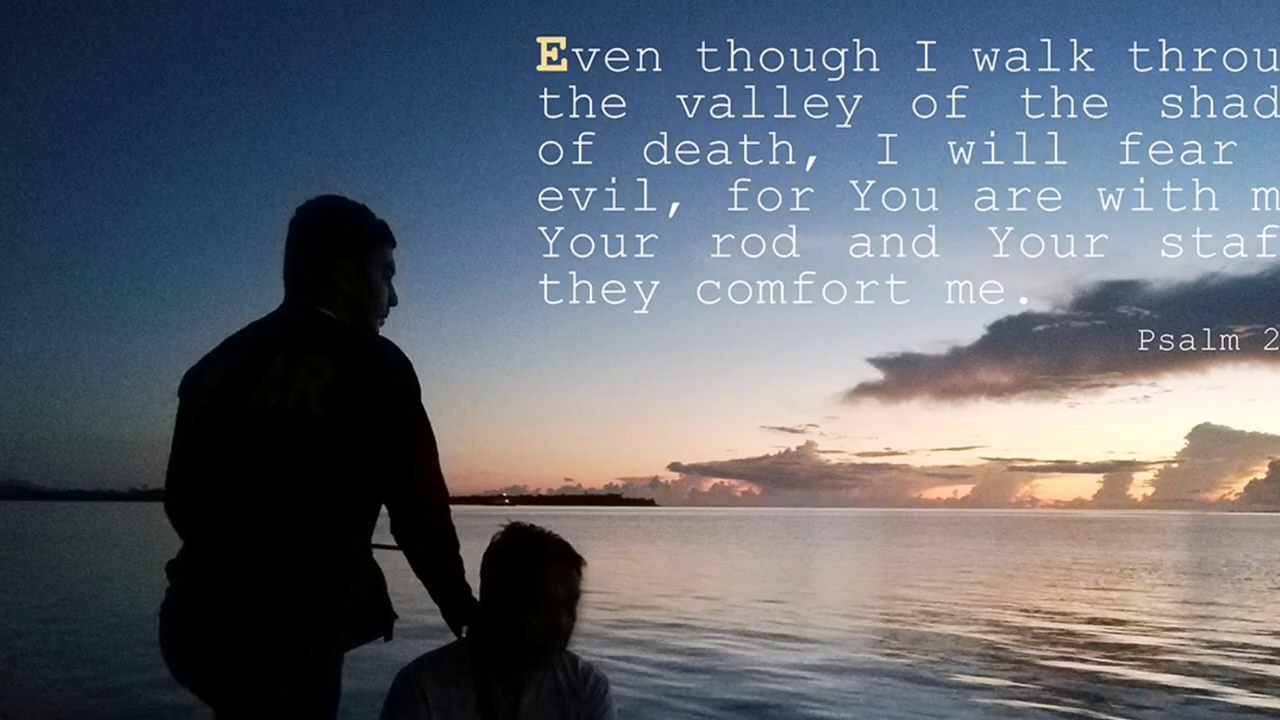 Even though I walk throu
the valley of the shad
of death, I will fear
evil, for You are with m
Your rod and Your staf
they comfort me.
Psalm 2